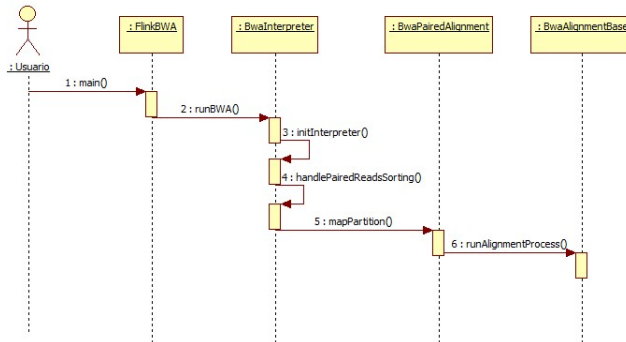 : FlinkBWA
: BwaInterpreter
: BwaPairedAlignment
: BwaAlignmentBase
: Usuario
1 : main()
2 : runBWA()
3 : initInterpreter()
4 : handlePairedReadsSorting()
5 : mapPartition()
6 : runAlignmentProcess()